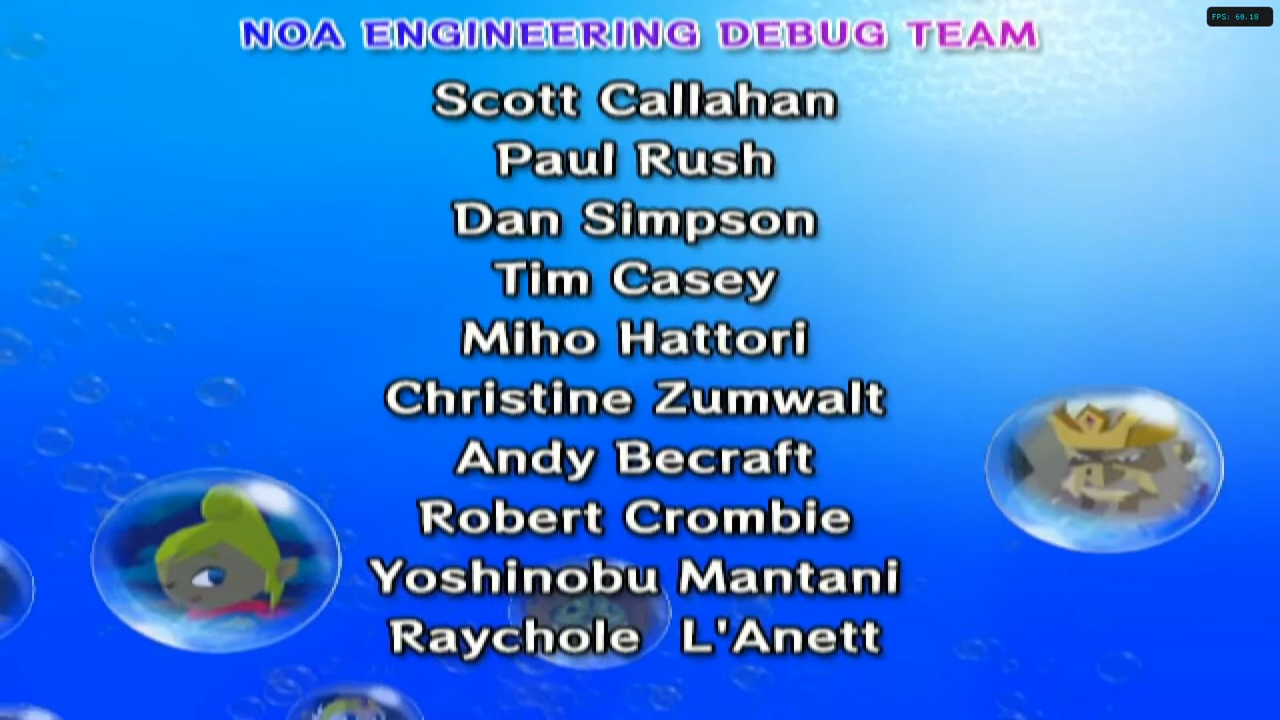 FPS: 60.10
NOA ENGINEERING DEBUG TEAM
Scott Callahan
Paul Rush
Dan Simpson
Tim Casey
Miho Hattori
Christine Zumwalt
Andy Becraft
Robert Crombie
Yoshinobu Mantani
Raychole L'Anett